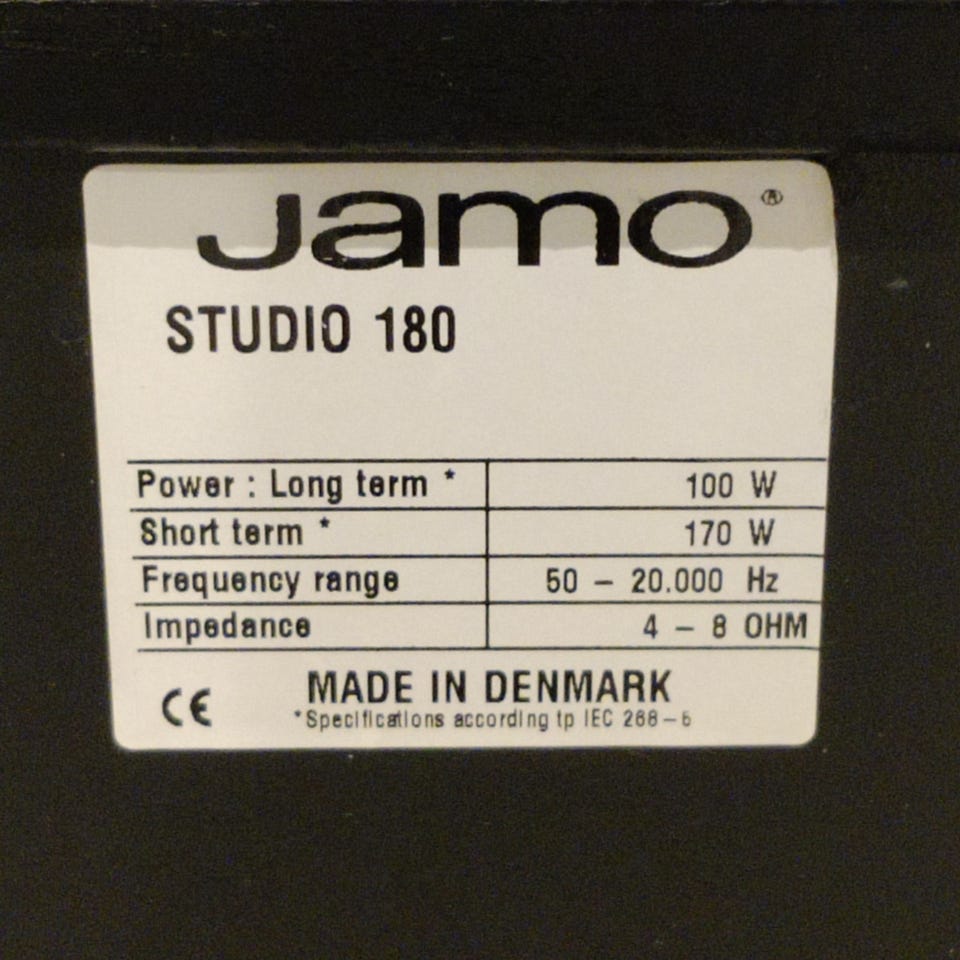 Jamo®
STUDIO 180
Power : Long term * 100 W
Short term * 170 W
Frequency range 50 – 20.000 Hz
Impedance 4 – 8 OHM
CE MADE IN DENMARK
*Specifications according tp IEC 268–5